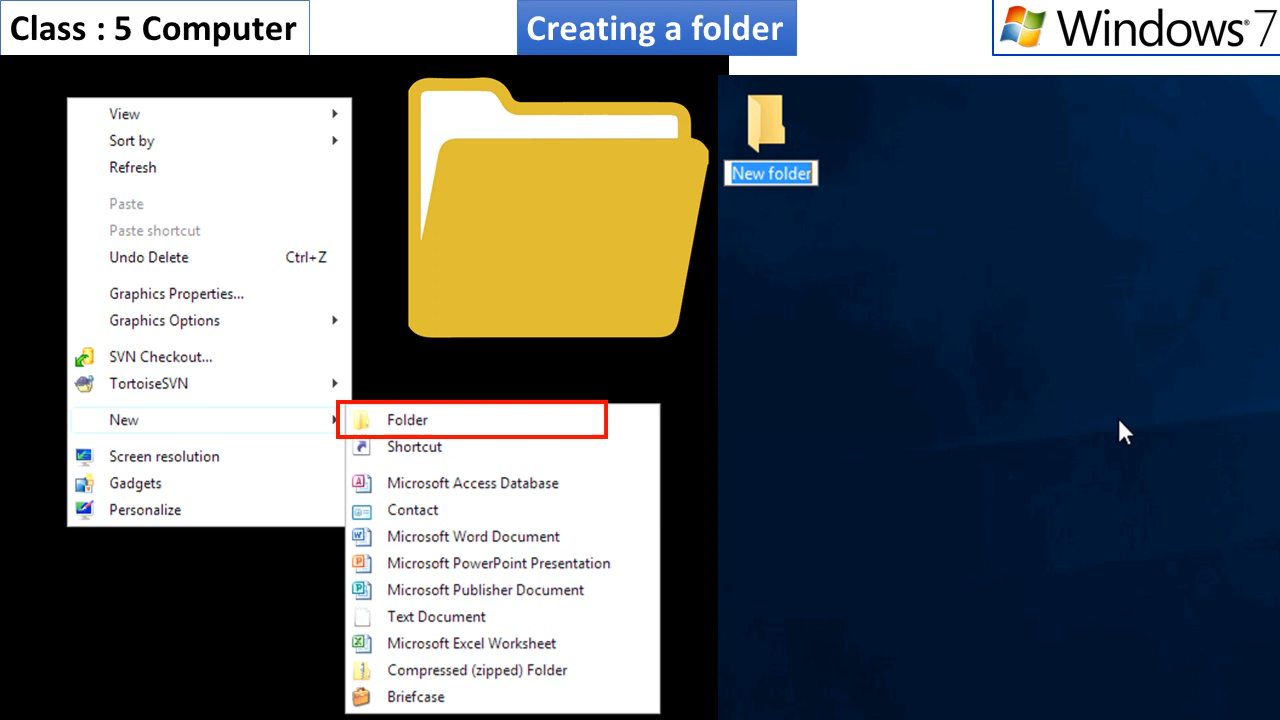 Class : 5 Computer
Creating a folder
Windows® 7
View
Sort by
Refresh
Paste
Paste shortcut
Undo Delete Ctrl+Z
Graphics Properties...
Graphics Options
SVN Checkout...
TortoiseSVN
New
Screen resolution
Gadgets
Personalize
Folder
Shortcut
Microsoft Access Database
Contact
Microsoft Word Document
Microsoft PowerPoint Presentation
Microsoft Publisher Document
Text Document
Microsoft Excel Worksheet
Compressed (zipped) Folder
Briefcase
New folder